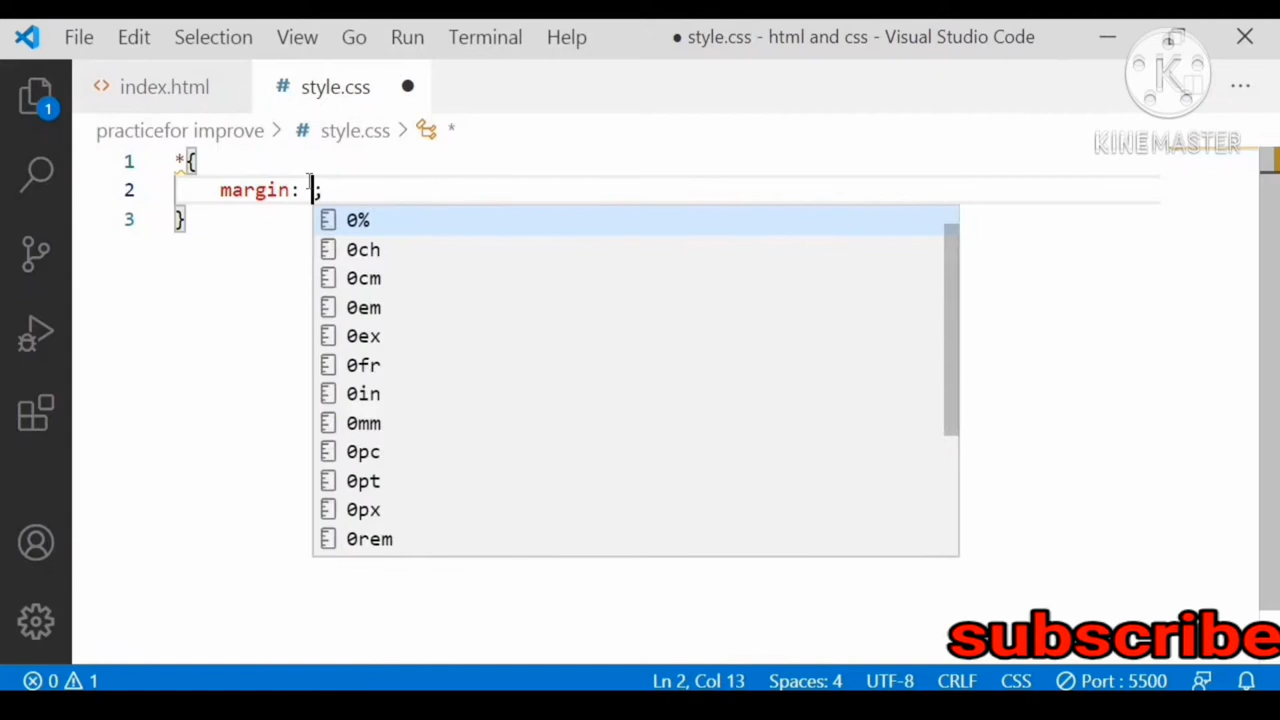 File Edit Selection View Go Run Terminal Help ● style.css - html and css - Visual Studio Code
K
KINEMASTER
<> index.html # style.css ●
practicefor improve > # style.css > *
1 *{
2 margin: ;
3 }
0%
0ch
0cm
0em
0ex
0fr
0in
0mm
0pc
0pt
0px
0rem
1
subscribe
0 1 Ln 2, Col 13 Spaces: 4 UTF-8 CRLF CSS Port : 5500